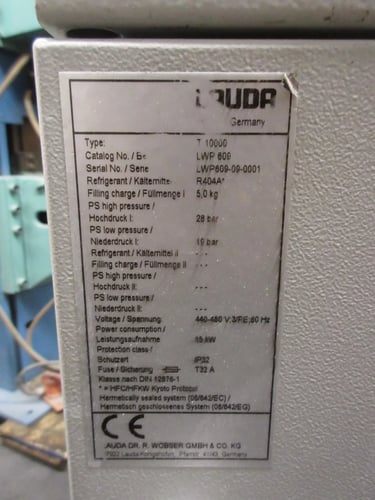 LAUDA
Germany
Type: T 10000
Catalog No. / Be LWP 609
Serial No. / Serie LWP609-09-0001
Refrigerant / Kältemittel R404A*
Filling charge / Füllmenge I 5,0 kg
PS high pressure /
Hochdruck I: 28 bar
PS low pressure /
Niederdruck I: 19 bar
Refrigerant / Kältemittel II - - -
Filling charge / Füllmenge II - - -
PS high pressure /
Hochdruck II: - - -
PS low pressure /
Niederdruck II: - - -
Voltage / Spannung: 440-480 V;3/PE;60 Hz
Power consumption /
Leistungsaufnahme 15 kW
Protection class /
Schutzart IP32
Fuse / Sicherung T32 A
Klasse nach DIN 12876-1
* = HFC/HFKW Kyoto Protocol
Hermetically sealed system (06/842/EC) /
Hermetisch geschlossenes System (06/842/EG)
CE
LAUDA DR. R. WOBSER GMBH & CO. KG
Lauda-Königshofen, Pfarrstr. 41/43, Germany